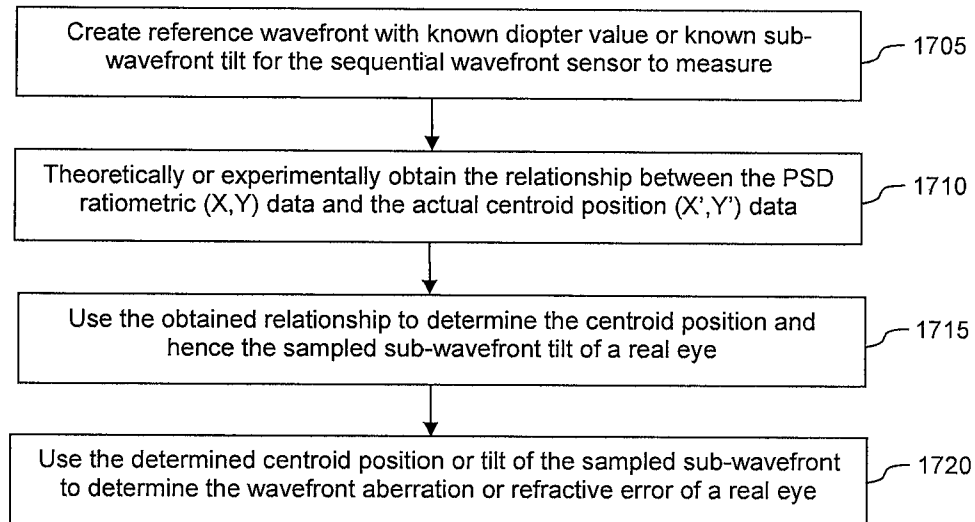 Create reference wavefront with known diopter value or known sub-
wavefront tilt for the sequential wavefront sensor to measure
1705
Theoretically or experimentally obtain the relationship between the PSD
ratiometric (X,Y) data and the actual centroid position (X',Y') data
1710
Use the obtained relationship to determine the centroid position and
hence the sampled sub-wavefront tilt of a real eye
1715
Use the determined centroid position or tilt of the sampled sub-wavefront
to determine the wavefront aberration or refractive error of a real eye
1720